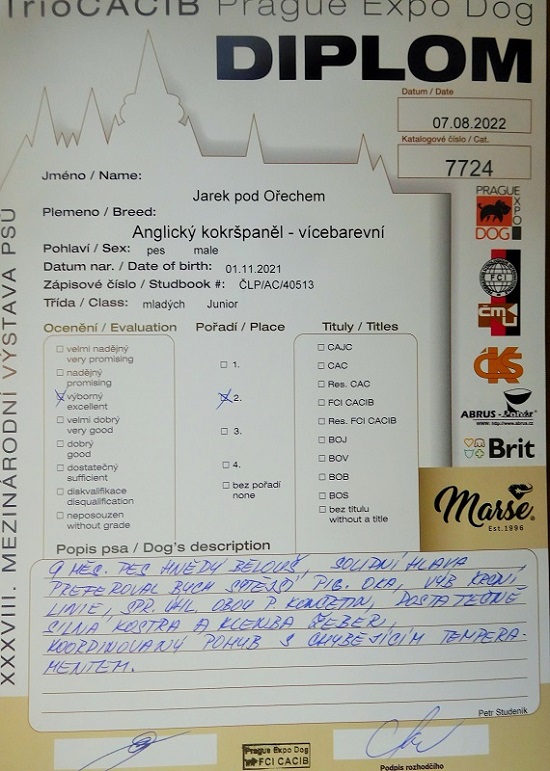 TrioCACIB Prague Expo Dog
DIPLOM
Datum / Date
07.08.2022
Katalogové číslo / Cat.
7724
Jméno / Name:
Jarek pod Ořechem
Plemeno / Breed:
Anglický kokršpaněl - vícebarevní
Pohlaví / Sex: pes male
Datum nar. / Date of birth: 01.11.2021
Zápisové číslo / Studbook #: ČLP/AC/40513
Třída / Class: mladých Junior
XXXVIII. MEZINÁRODNÍ VÝSTAVA PSŮ
Ocenění / Evaluation
velmi nadějný
very promising
nadějný
promising
výborný
excellent
velmi dobrý
very good
dobrý
good
dostatečný
sufficient
diskvalifikace
disqualification
neposouzen
without grade
Pořadí / Place
1.
2.
3.
4.
bez pořadí
none
Tituly / Titles
CAJC
CAC
Res. CAC
FCI CACIB
Res. FCI CACIB
BOJ
BOV
BOB
BOS
bez titulu
without a title
PRAGUE
EXPO
DOG
FCI
ČMKU
ČKS
ABRUS
WWW: http://www.abrus.cz
Brit
Marse
Est.1996
Popis psa / Dog's description
9 MĚS. PES HNĚDÝ BĚLOUŠ, SOLIDNÍ HLAVA,
PREFEROVAL BYCH SYTĚJŠÍ PIG. OKA, VÝB KRČNÍ
LINIE, SPR. ÚHL. OBOU P. KONČETIN, DOSTATEČNĚ
SILNÁ KOSTRA A KLENBA ŽEBER,
KOORDINOVANÝ POHYB S CHYBĚJÍCÍM TEMPERA-
MENTEM.
Petr Studeník
Prague Expo Dog
FCI CACIB
Podpis rozhodčího